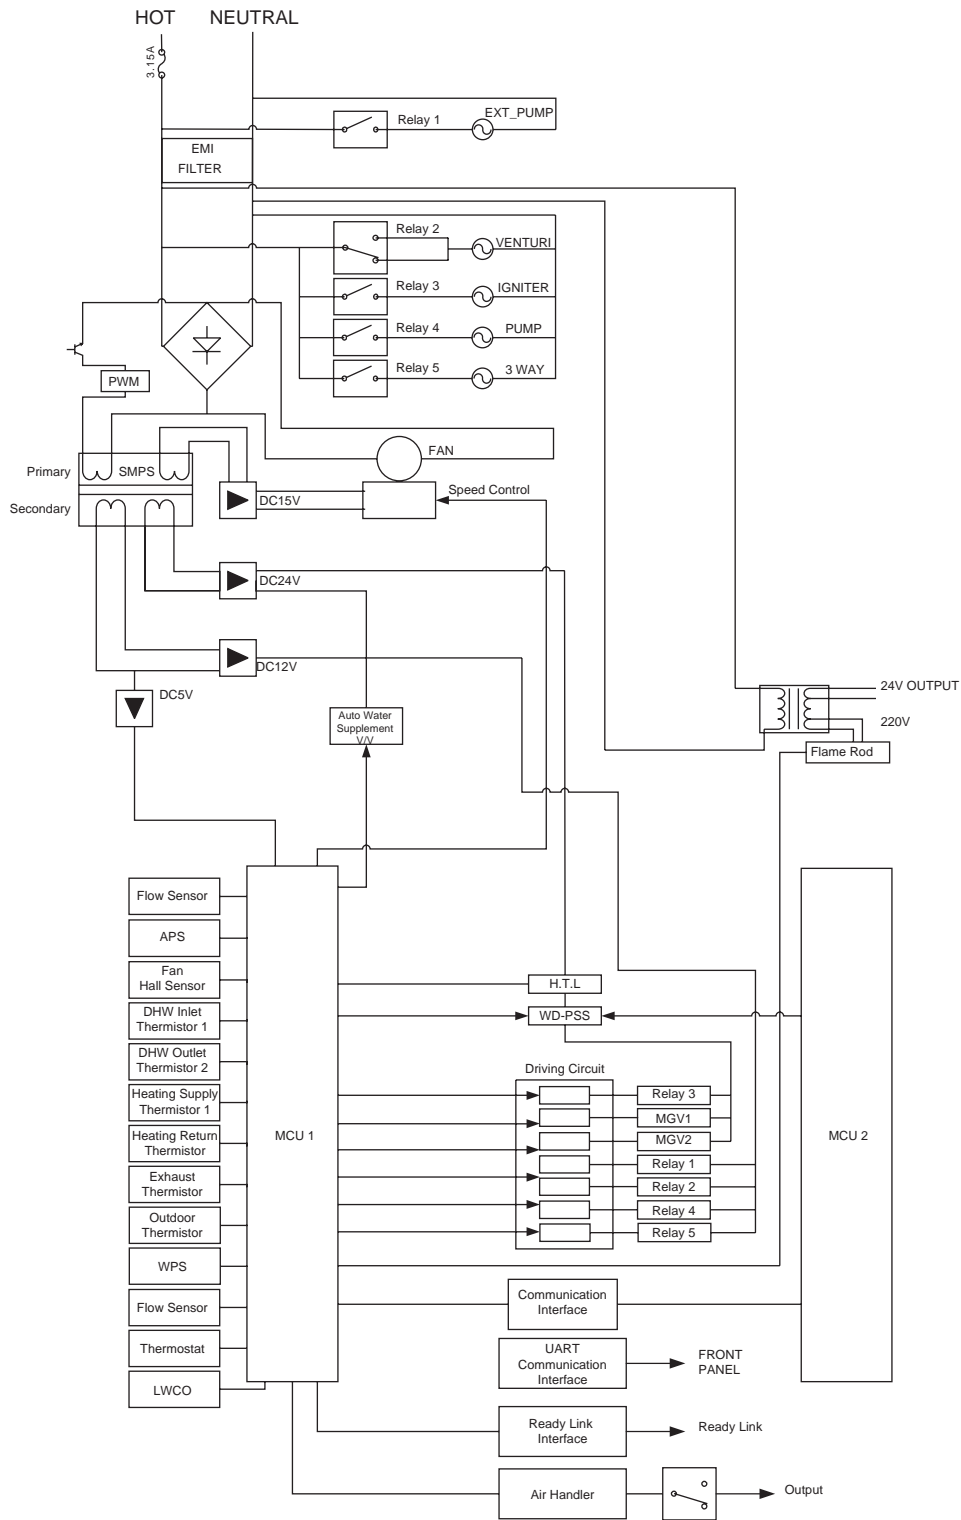 HOT NEUTRAL
3.15A
EXT_PUMP
Relay 1
EMI
FILTER
Relay 2
VENTURI
Relay 3
IGNITER
Relay 4
PUMP
PWM
Relay 5
3 WAY
FAN
Primary
SMPS
Speed Control
Secondary
DC15V
DC24V
DC12V
DC5V
24V OUTPUT
Auto Water
Supplement
V/V
220V
Flame Rod
Flow Sensor
APS
Fan
Hall Sensor
DHW Inlet
Thermistor 1
DHW Outlet
Thermistor 2
Heating Supply
Thermistor 1
Heating Return
Thermistor
Exhaust
Thermistor
Outdoor
Thermistor
WPS
Flow Sensor
Thermostat
LWCO
MCU 1
H.T.L
WD-PSS
Driving Circuit
Relay 3
MGV1
MGV2
Relay 1
Relay 2
Relay 4
Relay 5
MCU 2
Communication
Interface
UART
Communication
Interface
FRONT
PANEL
Ready Link
Interface
Ready Link
Air Handler
Output